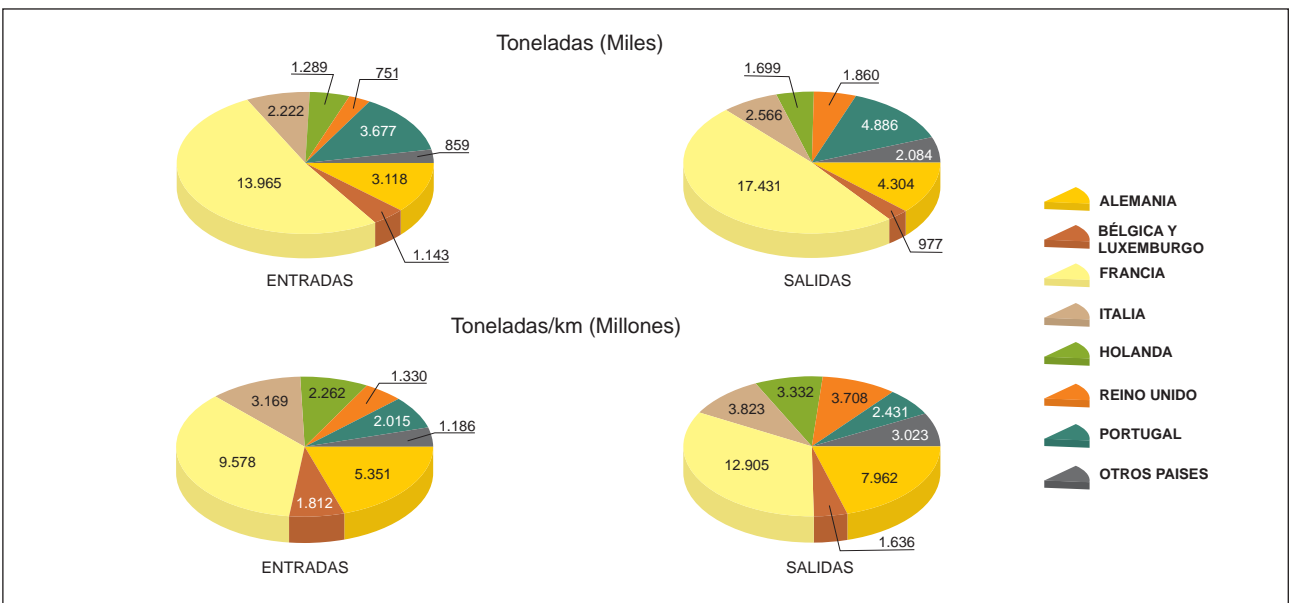 Toneladas (Miles)
1.289
751
2.222
3.677
859
13.965
3.118
1.143
ENTRADAS
1.699
1.860
2.566
4.886
2.084
17.431
4.304
977
SALIDAS
Toneladas/km (Millones)
3.169
2.262
1.330
2.015
1.186
9.578
5.351
1.812
ENTRADAS
3.823
3.332
3.708
2.431
3.023
12.905
7.962
1.636
SALIDAS
ALEMANIA
BÉLGICA Y
LUXEMBURGO
FRANCIA
ITALIA
HOLANDA
REINO UNIDO
PORTUGAL
OTROS PAISES